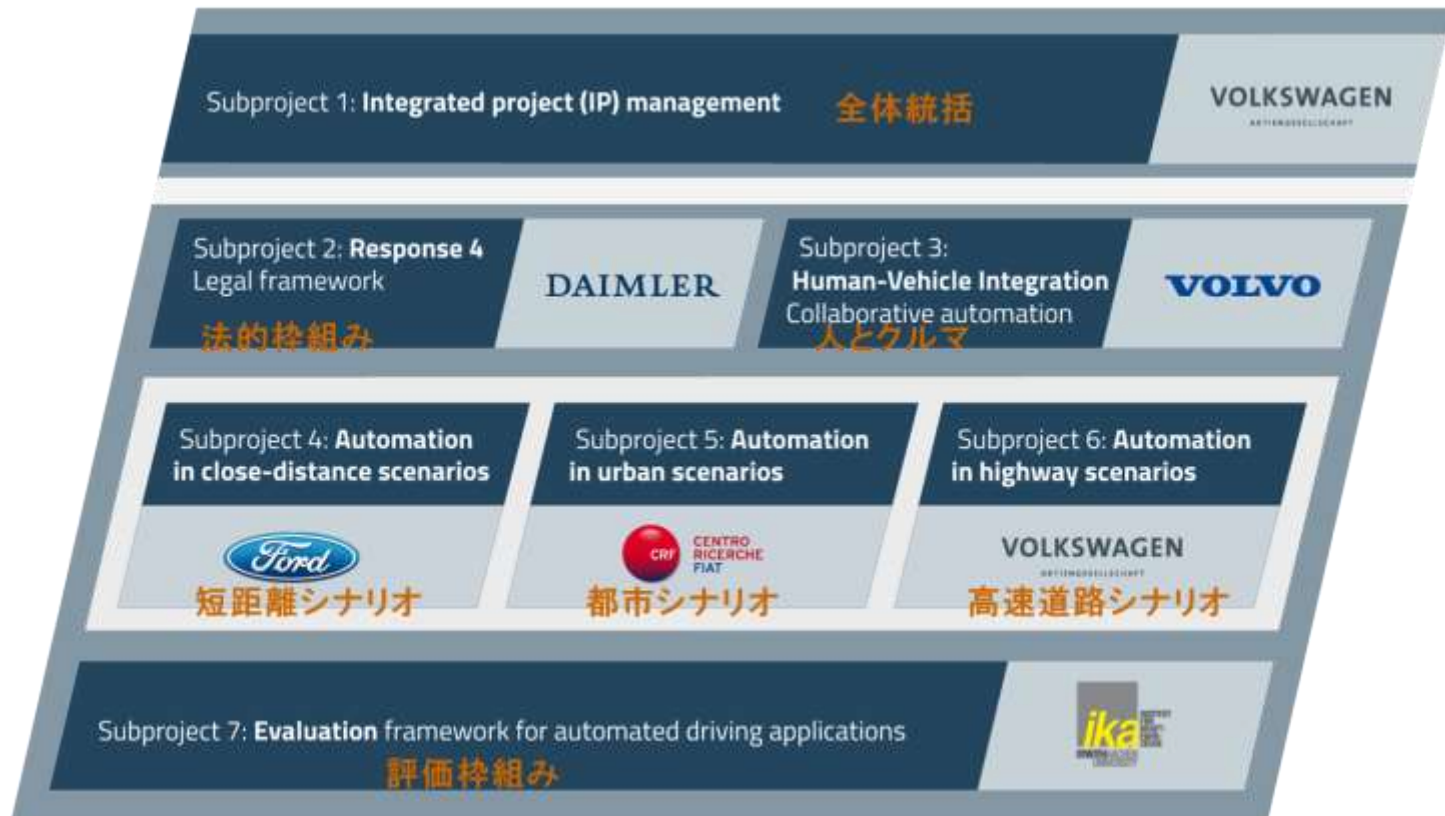 Subproject 1: Integrated project (IP) management
全体統括
VOLKSWAGEN
AKTIENGESELLSCHAFT
Subproject 2: Response 4
Legal framework
法的枠組み
DAIMLER
Subproject 3:
Human-Vehicle Integration
Collaborative automation
人とクルマ
VOLVO
Subproject 4: Automation
in close-distance scenarios
Ford
短距離シナリオ
Subproject 5: Automation
in urban scenarios
CRF
CENTRO
RICERCHE
FIAT
都市シナリオ
Subproject 6: Automation
in highway scenarios
VOLKSWAGEN
AKTIENGESELLSCHAFT
高速道路シナリオ
Subproject 7: Evaluation framework for automated driving applications
評価枠組み
ika